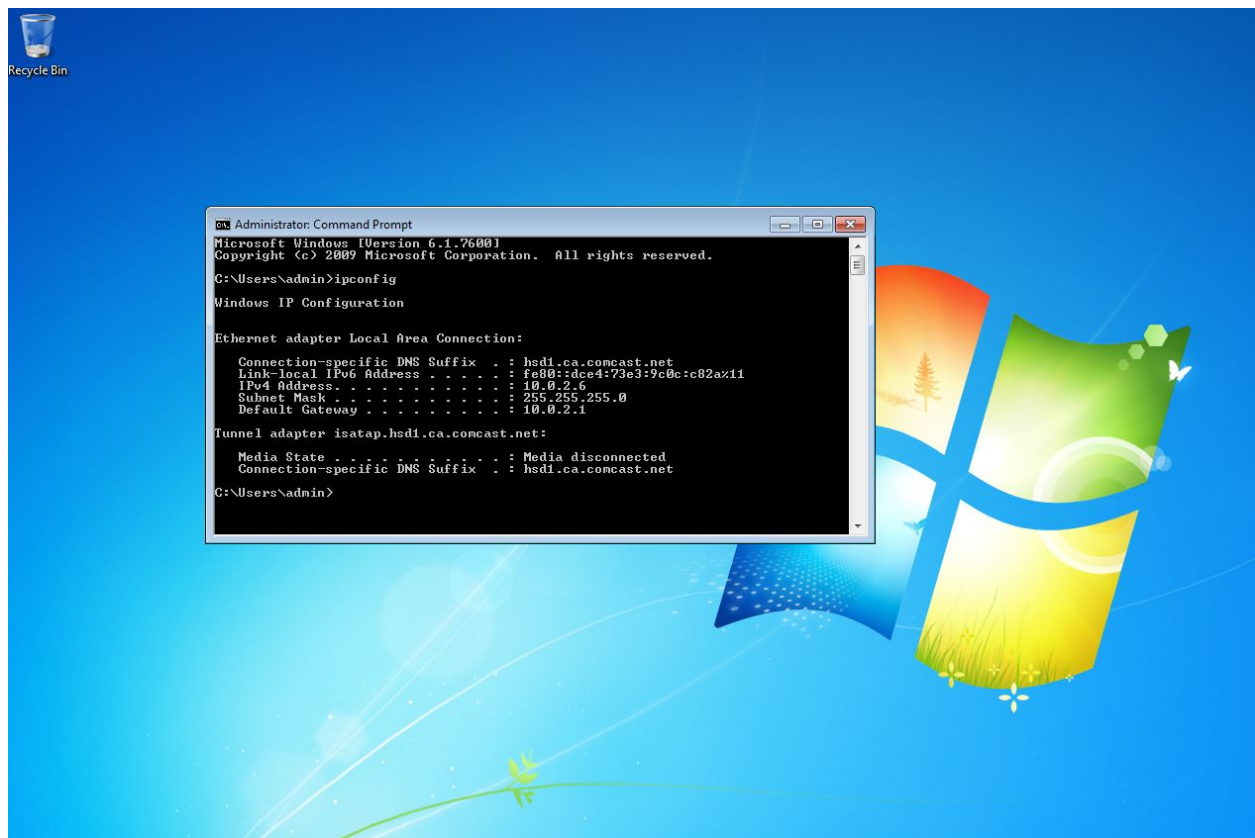 Recycle Bin
Administrator: Command Prompt
Microsoft Windows [Version 6.1.7600]
Copyright (c) 2009 Microsoft Corporation.  All rights reserved.
C:\Users\admin>ipconfig
Windows IP Configuration
Ethernet adapter Local Area Connection:
Connection-specific DNS Suffix  . : hsd1.ca.comcast.net
Link-local IPv6 Address . . . . . : fe80::dce4:73e3:9c0c:c82a%11
IPv4 Address. . . . . . . . . . . : 10.0.2.6
Subnet Mask . . . . . . . . . . . : 255.255.255.0
Default Gateway . . . . . . . . . : 10.0.2.1
Tunnel adapter isatap.hsd1.ca.comcast.net:
Media State . . . . . . . . . . . : Media disconnected
Connection-specific DNS Suffix  . : hsd1.ca.comcast.net
C:\Users\admin>